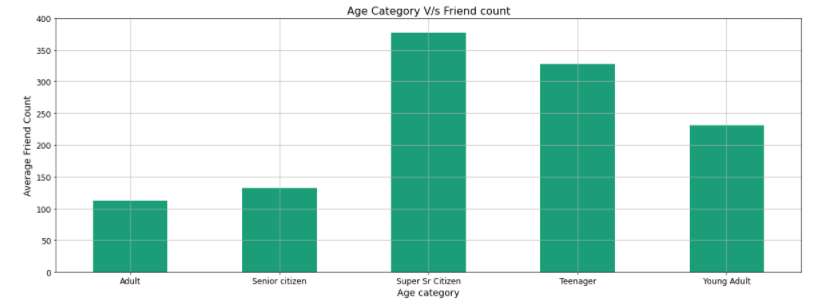 Age Category V/s Friend count
Average Friend Count
400
350
300
250
200
150
100
50
0
Adult
Senior citizen
Super Sr Citizen
Teenager
Young Adult
Age category